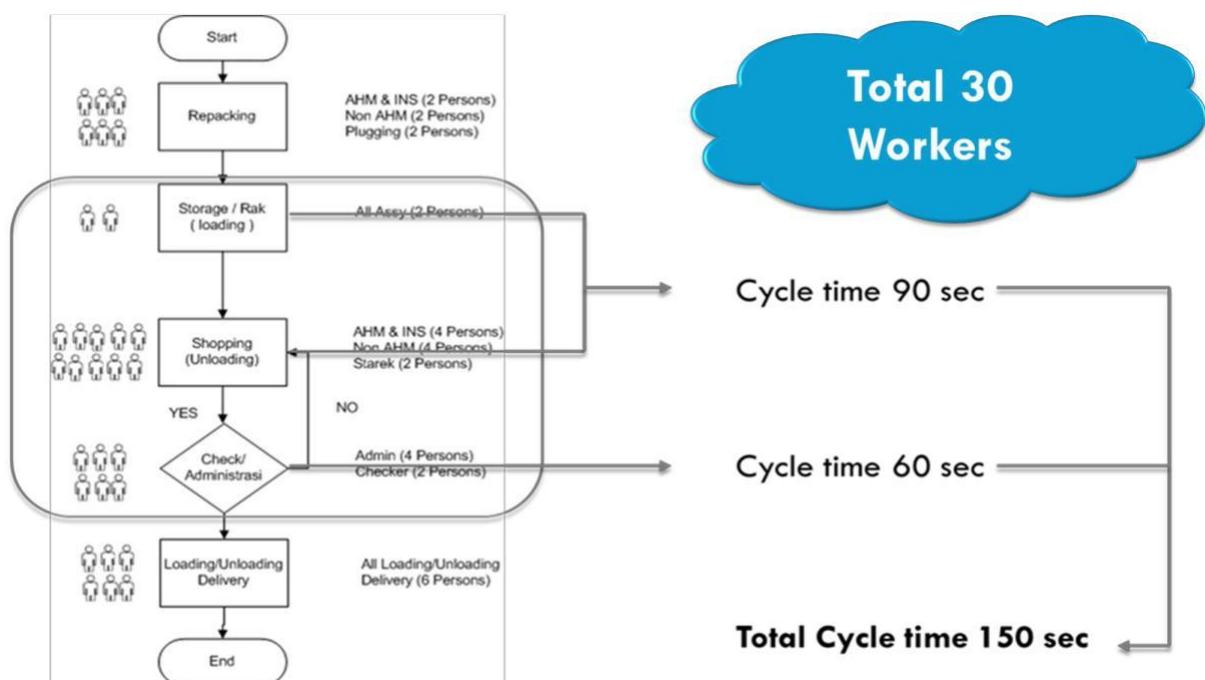 Start
Total 30
Workers
Repacking
AHM & INS (2 Persons)
Non AHM (2 Persons)
Plugging (2 Persons)
Storage / Rak
( loading )
All Assy (2 Persons)
Cycle time 90 sec
Shopping
(Unloading)
AHM & INS (4 Persons)
Non AHM (4 Persons)
Starek (2 Persons)
YES
NO
Check/
Administrasi
Admin (4 Persons)
Checker (2 Persons)
Cycle time 60 sec
Loading/Unloading
Delivery
All Loading/Unloading
Delivery (6 Persons)
Total Cycle time 150 sec
End